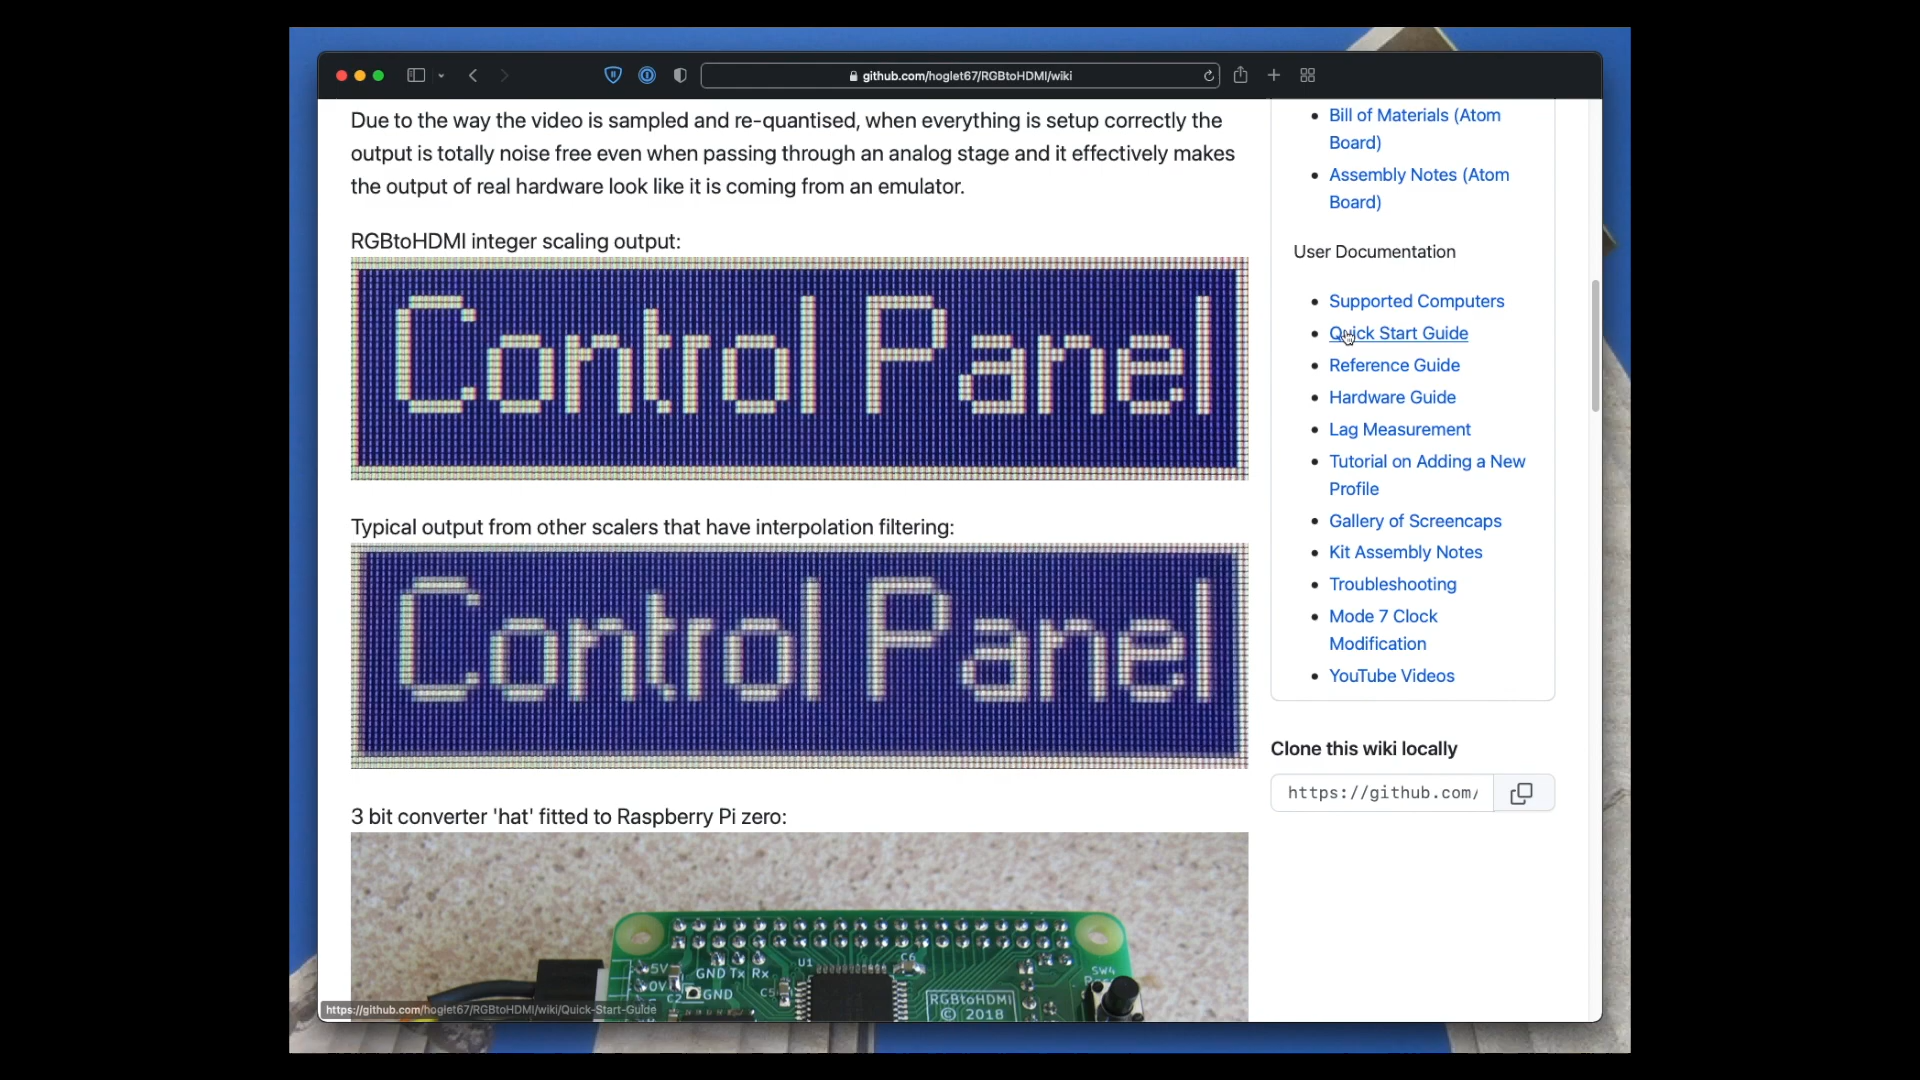 github.com/hoglet67/RGBtoHDMI/wiki
Due to the way the video is sampled and re-quantised, when everything is setup correctly the
output is totally noise free even when passing through an analog stage and it effectively makes
the output of real hardware look like it is coming from an emulator.
RGBtoHDMI integer scaling output:
Control Panel
Typical output from other scalers that have interpolation filtering:
Control Panel
3 bit converter 'hat' fitted to Raspberry Pi zero:
5V
0V
GND Tx Rx
C2
GND
C5
U1
C6
SW4
RGBtoHDMI
© 2018
https://github.com/hoglet67/RGBtoHDMI/wiki/Quick-Start-Guide
Bill of Materials (Atom
Board)
Assembly Notes (Atom
Board)
User Documentation
Supported Computers
Quick Start Guide
Reference Guide
Hardware Guide
Lag Measurement
Tutorial on Adding a New
Profile
Gallery of Screencaps
Kit Assembly Notes
Troubleshooting
Mode 7 Clock
Modification
YouTube Videos
Clone this wiki locally
https://github.com/